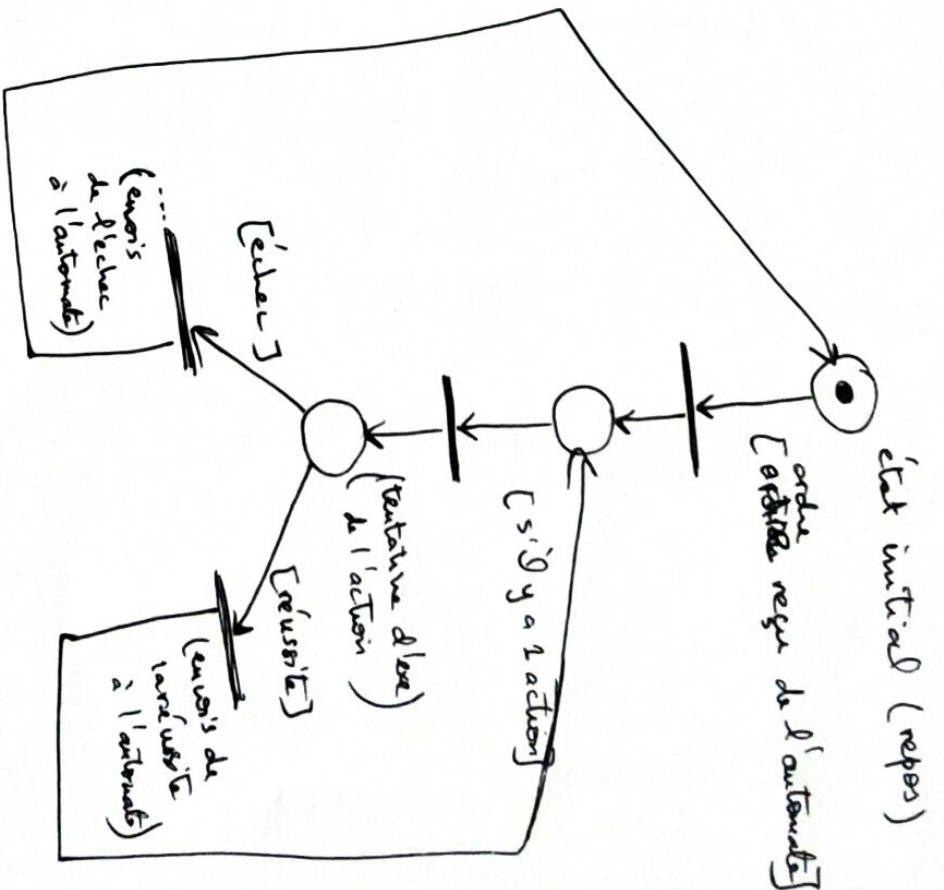 état initial (repos)
[ordre reçu de l'automate]
[s'il y a 1 action]
(tentative d'exe
de l'action)
[échec]
[réussite]
(envois
de l'échec
à l'automate)
(envois de
la réussite
à l'automate)